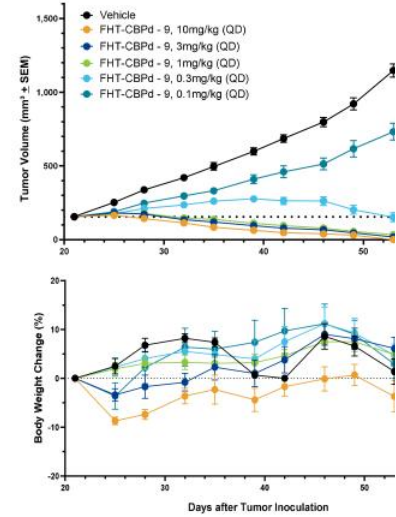 Vehicle
FHT-CBPd - 9, 10mg/kg (QD)
FHT-CBPd - 9, 3mg/kg (QD)
FHT-CBPd - 9, 1mg/kg (QD)
FHT-CBPd - 9, 0.3mg/kg (QD)
FHT-CBPd - 9, 0.1mg/kg (QD)
Tumor Volume (mm³ ± SEM)
1,500
1,000
500
0
20 30 40 50
Body Weight Change (%)
20
10
0
-10
-20
20 30 40 50
Days after Tumor Inoculation